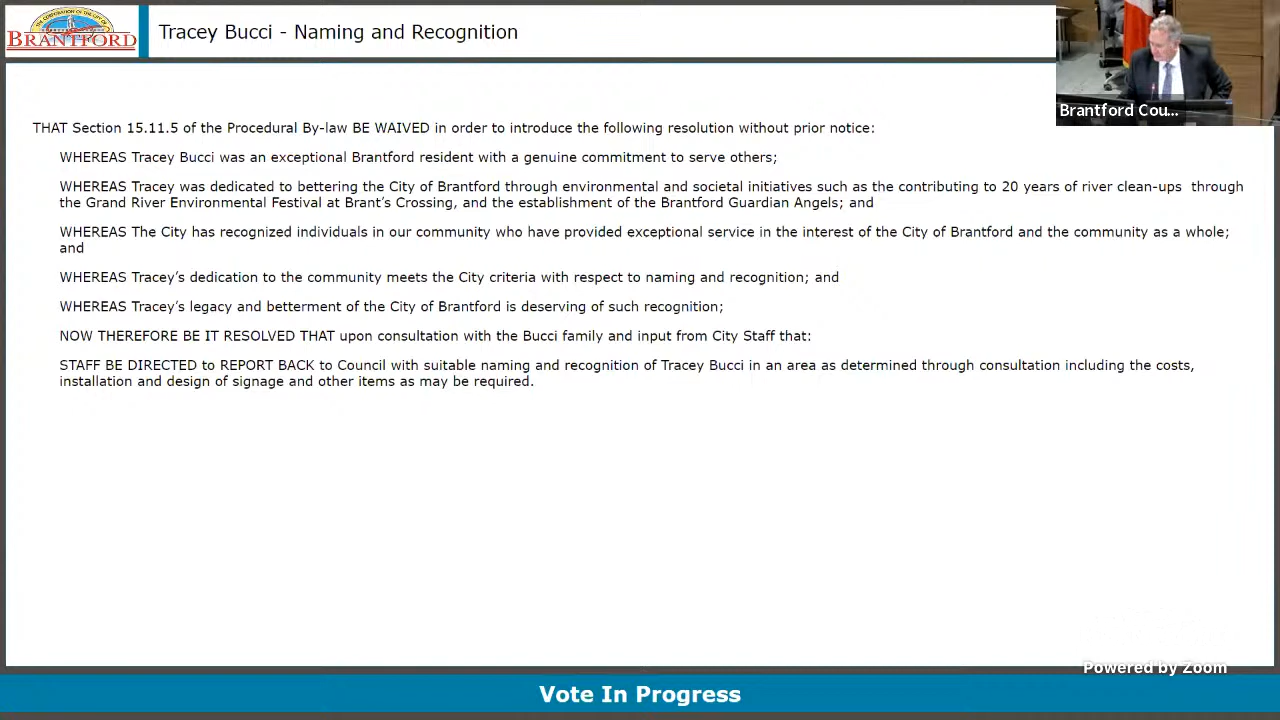 THE CORPORATION OF THE CITY OF
BRANTFORD
Tracey Bucci - Naming and Recognition
Brantford Cou...
THAT Section 15.11.5 of the Procedural By-law BE WAIVED in order to introduce the following resolution without prior notice:
WHEREAS Tracey Bucci was an exceptional Brantford resident with a genuine commitment to serve others;
WHEREAS Tracey was dedicated to bettering the City of Brantford through environmental and societal initiatives such as the contributing to 20 years of river clean-ups through
the Grand River Environmental Festival at Brant's Crossing, and the establishment of the Brantford Guardian Angels; and
WHEREAS The City has recognized individuals in our community who have provided exceptional service in the interest of the City of Brantford and the community as a whole;
and
WHEREAS Tracey's dedication to the community meets the City criteria with respect to naming and recognition; and
WHEREAS Tracey's legacy and betterment of the City of Brantford is deserving of such recognition;
NOW THEREFORE BE IT RESOLVED THAT upon consultation with the Bucci family and input from City Staff that:
STAFF BE DIRECTED to REPORT BACK to Council with suitable naming and recognition of Tracey Bucci in an area as determined through consultation including the costs,
installation and design of signage and other items as may be required.
Powered by Zoom
Vote In Progress